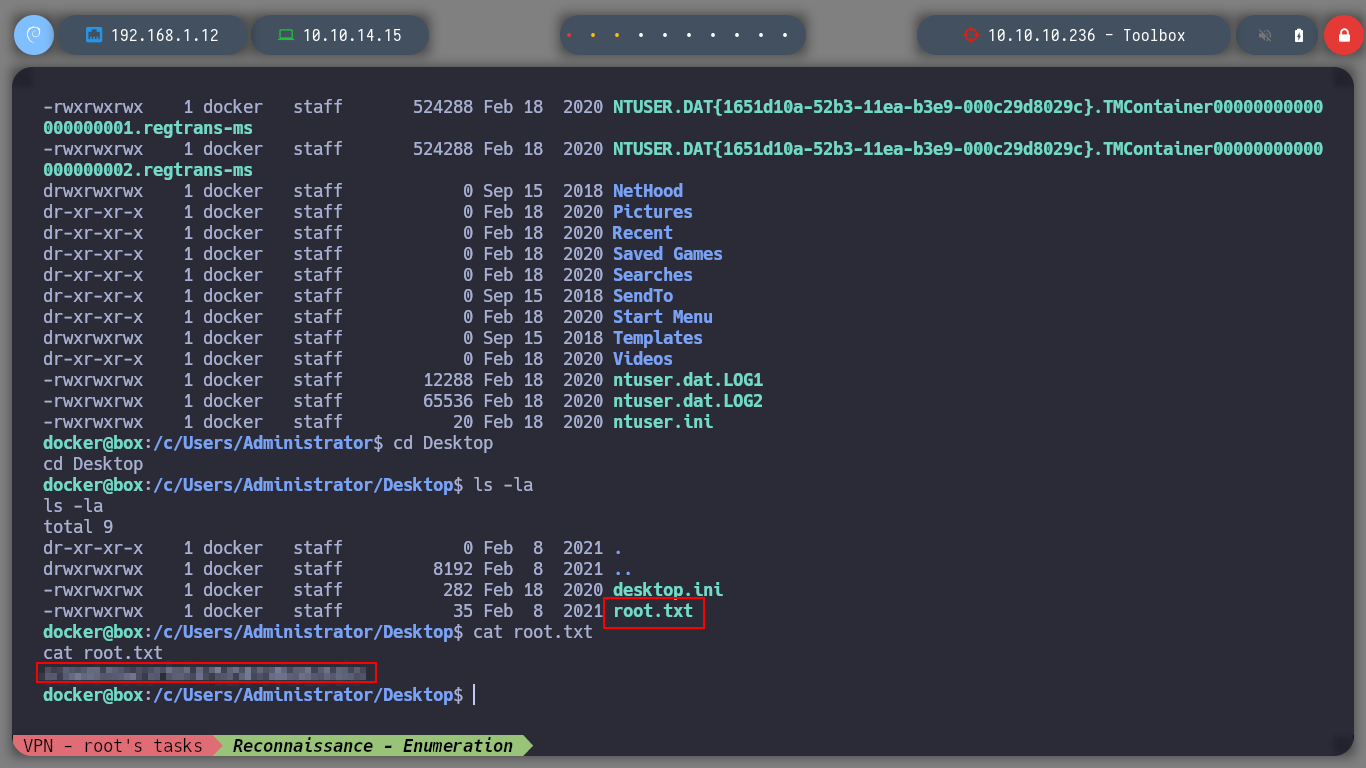 192.168.1.12 10.10.14.15 10.10.10.236 - Toolbox
-rwxrwxrwx 1 docker staff 524288 Feb 18 2020 NTUSER.DAT{1651d10a-52b3-11ea-b3e9-000c29d8029c}.TMContainer00000000000
000000001.regtrans-ms
-rwxrwxrwx 1 docker staff 524288 Feb 18 2020 NTUSER.DAT{1651d10a-52b3-11ea-b3e9-000c29d8029c}.TMContainer00000000000
000000002.regtrans-ms
drwxrwxrwx 1 docker staff 0 Sep 15 2018 NetHood
dr-xr-xr-x 1 docker staff 0 Feb 18 2020 Pictures
dr-xr-xr-x 1 docker staff 0 Feb 18 2020 Recent
dr-xr-xr-x 1 docker staff 0 Feb 18 2020 Saved Games
dr-xr-xr-x 1 docker staff 0 Feb 18 2020 Searches
dr-xr-xr-x 1 docker staff 0 Sep 15 2018 SendTo
dr-xr-xr-x 1 docker staff 0 Feb 18 2020 Start Menu
drwxrwxrwx 1 docker staff 0 Sep 15 2018 Templates
dr-xr-xr-x 1 docker staff 0 Feb 18 2020 Videos
-rwxrwxrwx 1 docker staff 12288 Feb 18 2020 ntuser.dat.LOG1
-rwxrwxrwx 1 docker staff 65536 Feb 18 2020 ntuser.dat.LOG2
-rwxrwxrwx 1 docker staff 20 Feb 18 2020 ntuser.ini
docker@box:/c/Users/Administrator$ cd Desktop
cd Desktop
docker@box:/c/Users/Administrator/Desktop$ ls -la
ls -la
total 9
dr-xr-xr-x 1 docker staff 0 Feb 8 2021 .
drwxrwxrwx 1 docker staff 8192 Feb 8 2021 ..
-rwxrwxrwx 1 docker staff 282 Feb 18 2020 desktop.ini
-rwxrwxrwx 1 docker staff 35 Feb 8 2021 root.txt
docker@box:/c/Users/Administrator/Desktop$ cat root.txt
cat root.txt
docker@box:/c/Users/Administrator/Desktop$
VPN - root's tasks Reconnaissance - Enumeration